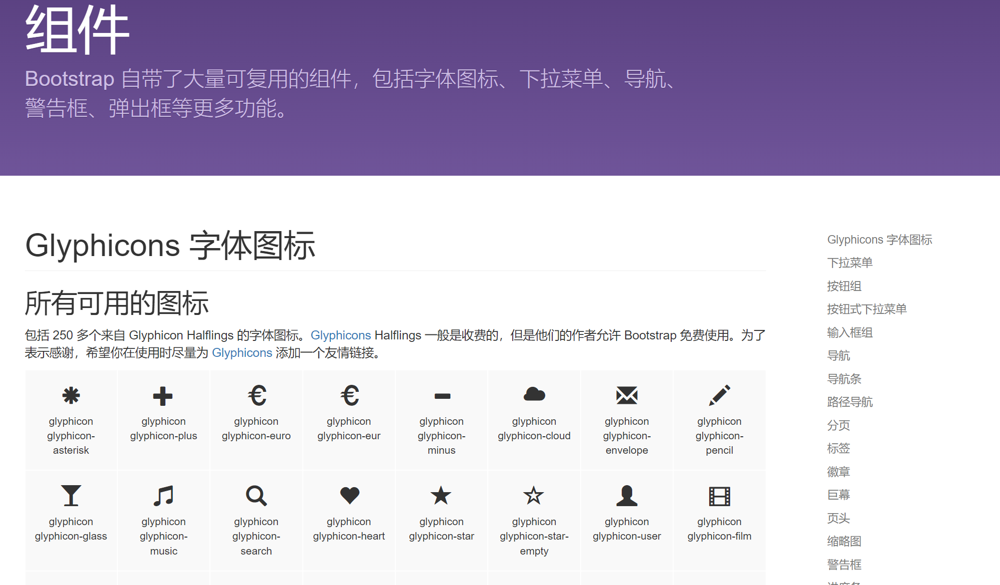 组件
Bootstrap 自带了大量可复用的组件，包括字体图标、下拉菜单、导航、
警告框、弹出框等更多功能。
Glyphicons 字体图标
所有可用的图标
包括 250 多个来自 Glyphicon Halflings 的字体图标。Glyphicons Halflings 一般是收费的，但是他们的作者允许 Bootstrap 免费使用。为了
表示感谢，希望你在使用时尽量为 Glyphicons 添加一个友情链接。
glyphicon
glyphicon-
asterisk
glyphicon
glyphicon-plus
glyphicon
glyphicon-euro
glyphicon
glyphicon-eur
glyphicon
glyphicon-
minus
glyphicon
glyphicon-cloud
glyphicon
glyphicon-
envelope
glyphicon
glyphicon-
pencil
glyphicon
glyphicon-glass
glyphicon
glyphicon-
music
glyphicon
glyphicon-
search
glyphicon
glyphicon-heart
glyphicon
glyphicon-star
glyphicon
glyphicon-star-
empty
glyphicon
glyphicon-user
glyphicon
glyphicon-film
Glyphicons 字体图标
下拉菜单
按钮组
按钮式下拉菜单
输入框组
导航
导航条
路径导航
分页
标签
徽章
巨幕
页头
缩略图
警告框